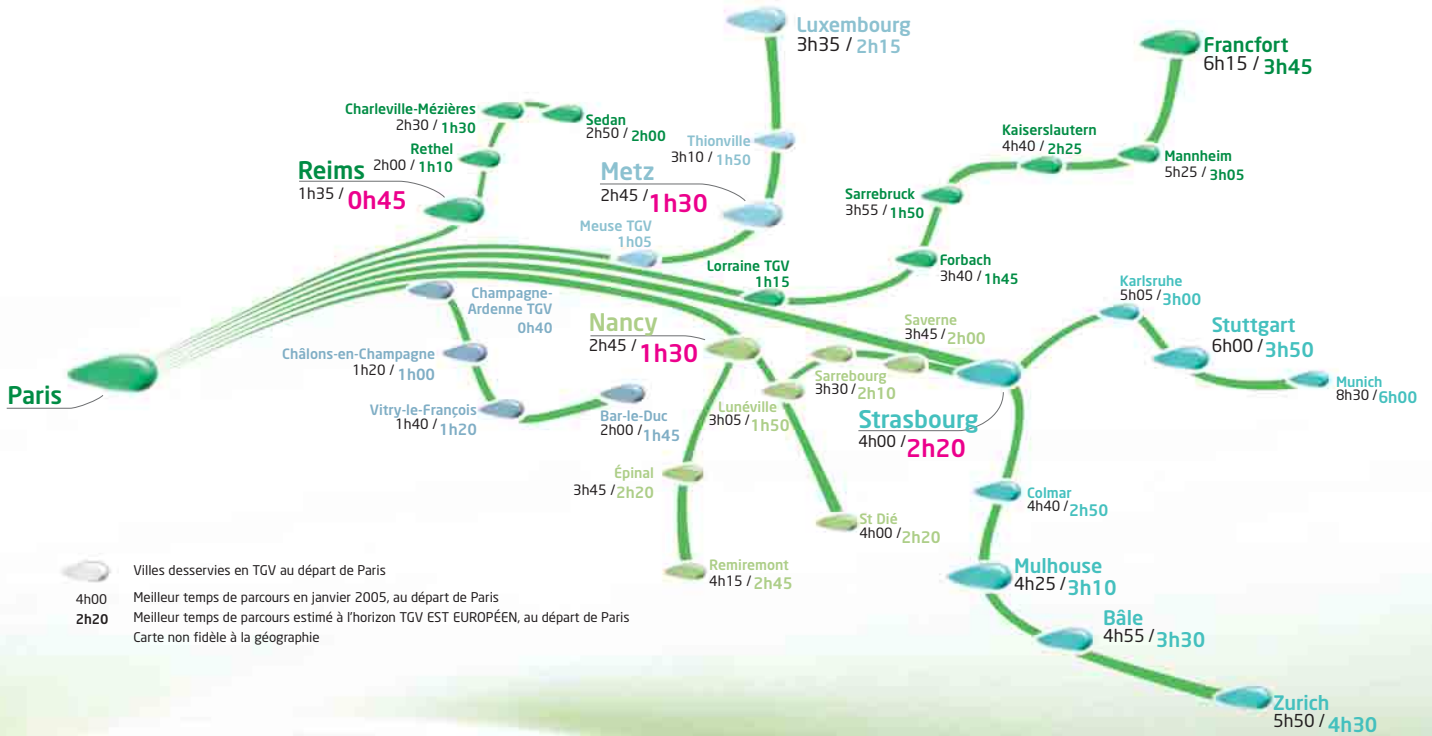 Luxembourg
3h35 / 2h15
Francfort
6h15 / 3h45
Charleville-Mézières
2h30 / 1h30
Sedan
2h50 / 2h00
Rethel
2h00 / 1h10
Reims
1h35 / 0h45
Thionville
3h10 / 1h50
Metz
2h45 / 1h30
Kaiserslautern
4h40 / 2h25
Mannheim
5h25 / 3h05
Sarrebruck
3h55 / 1h50
Meuse TGV
1h05
Forbach
3h40 / 1h45
Lorraine TGV
1h15
Karlsruhe
5h05 / 3h00
Champagne-
Ardenne TGV
0h40
Nancy
2h45 / 1h30
Saverne
3h45 / 2h00
Stuttgart
6h00 / 3h50
Châlons-en-Champagne
1h20 / 1h00
Sarrebourg
3h30 / 2h10
Munich
8h30 / 6h00
Paris
Vitry-le-François
1h40 / 1h20
Bar-le-Duc
2h00 / 1h45
Lunéville
3h05 / 1h50
Strasbourg
4h00 / 2h20
Épinal
3h45 / 2h20
Colmar
4h40 / 2h50
St Dié
4h00 / 2h20
Remiremont
4h15 / 2h45
Mulhouse
4h25 / 3h10
Bâle
4h55 / 3h30
Zurich
5h50 / 4h30
Villes desservies en TGV au départ de Paris
4h00 Meilleur temps de parcours en janvier 2005, au départ de Paris
2h20 Meilleur temps de parcours estimé à l'horizon TGV EST EUROPÉEN, au départ de Paris
Carte non fidèle à la géographie